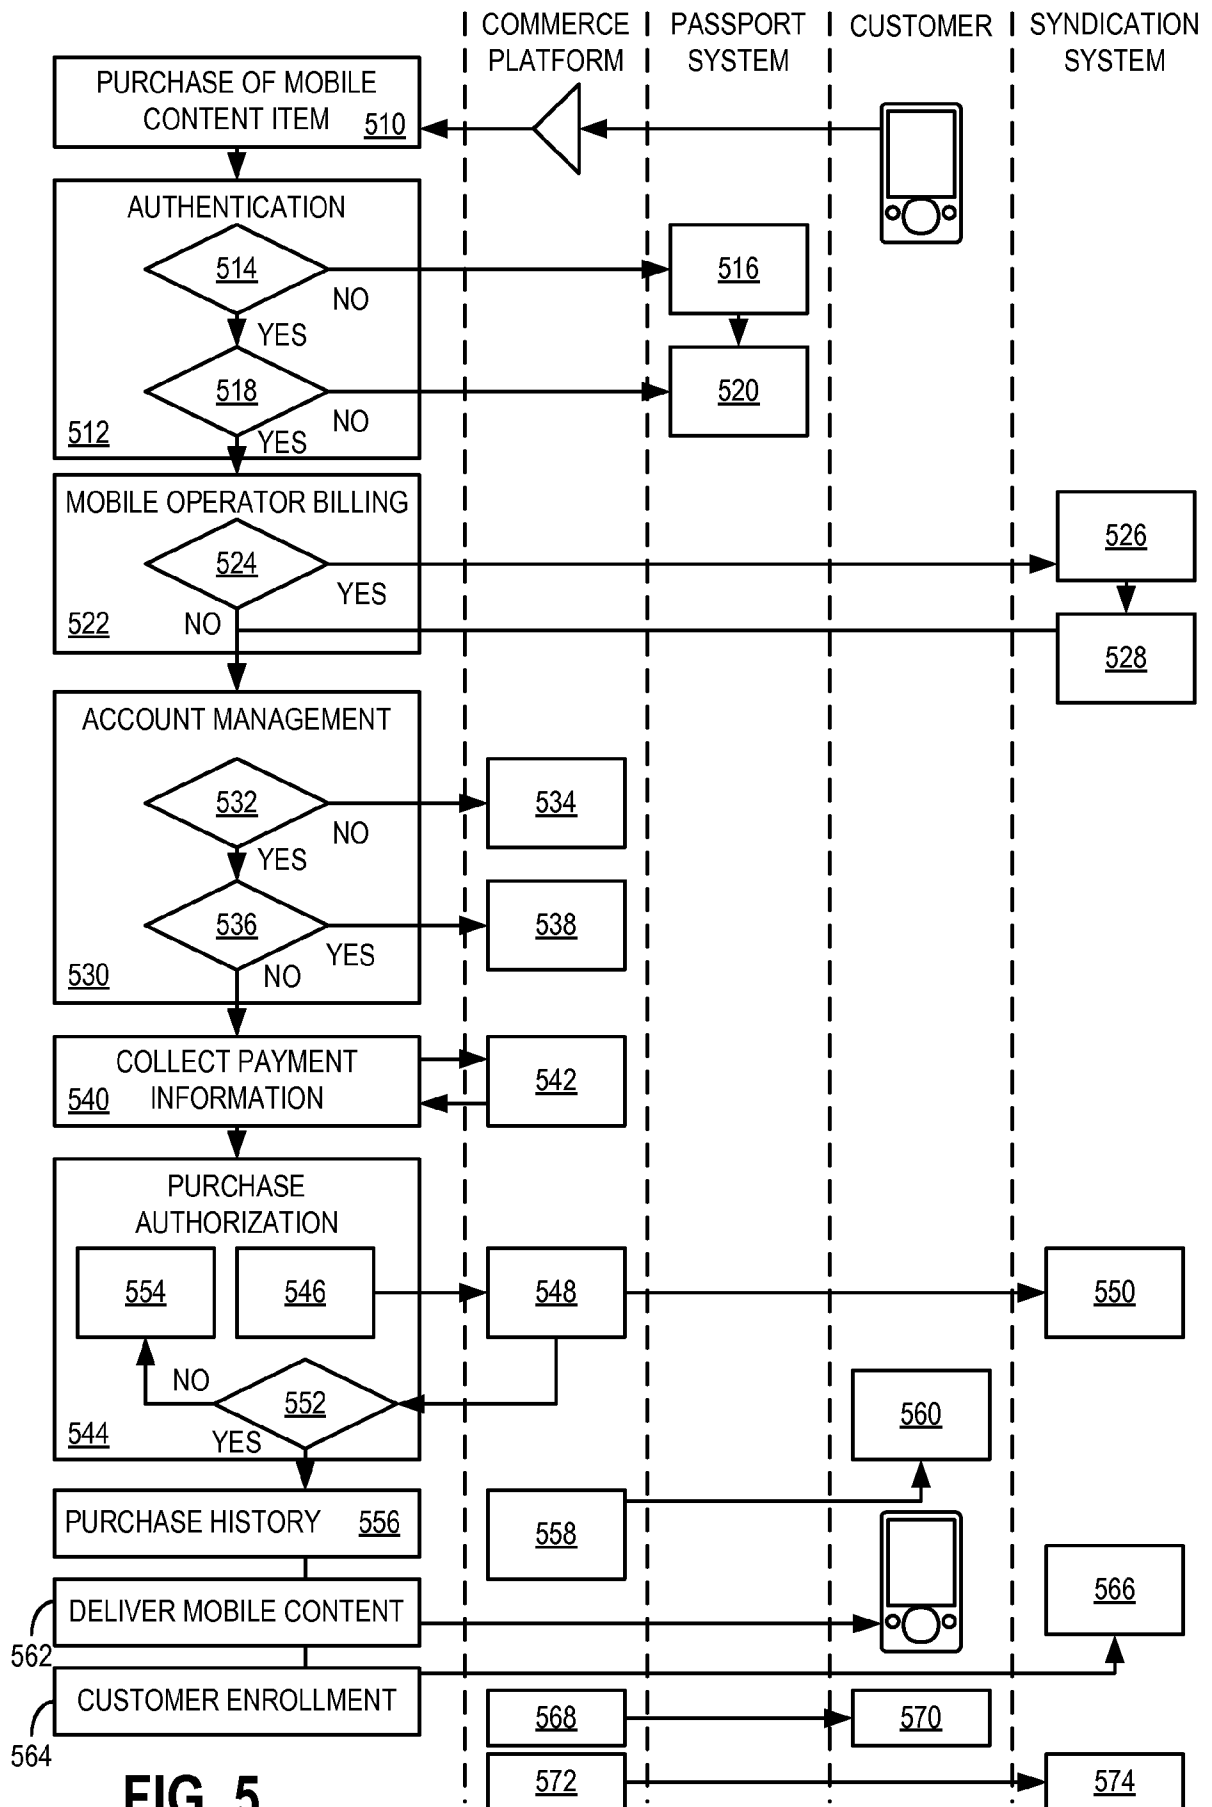 COMMERCE PLATFORM
PASSPORT SYSTEM
CUSTOMER
SYNDICATION SYSTEM
PURCHASE OF MOBILE
CONTENT ITEM 510
AUTHENTICATION
514
NO
516
YES
518
NO
520
512
YES
MOBILE OPERATOR BILLING
524
YES
526
522
NO
528
ACCOUNT MANAGEMENT
532
NO
534
YES
536
YES
538
530
NO
COLLECT PAYMENT
540 INFORMATION
542
PURCHASE
AUTHORIZATION
554
546
548
550
NO
552
544
YES
560
PURCHASE HISTORY 556
558
566
DELIVER MOBILE CONTENT
562
CUSTOMER ENROLLMENT
564
568
570
572
574
FIG. 5